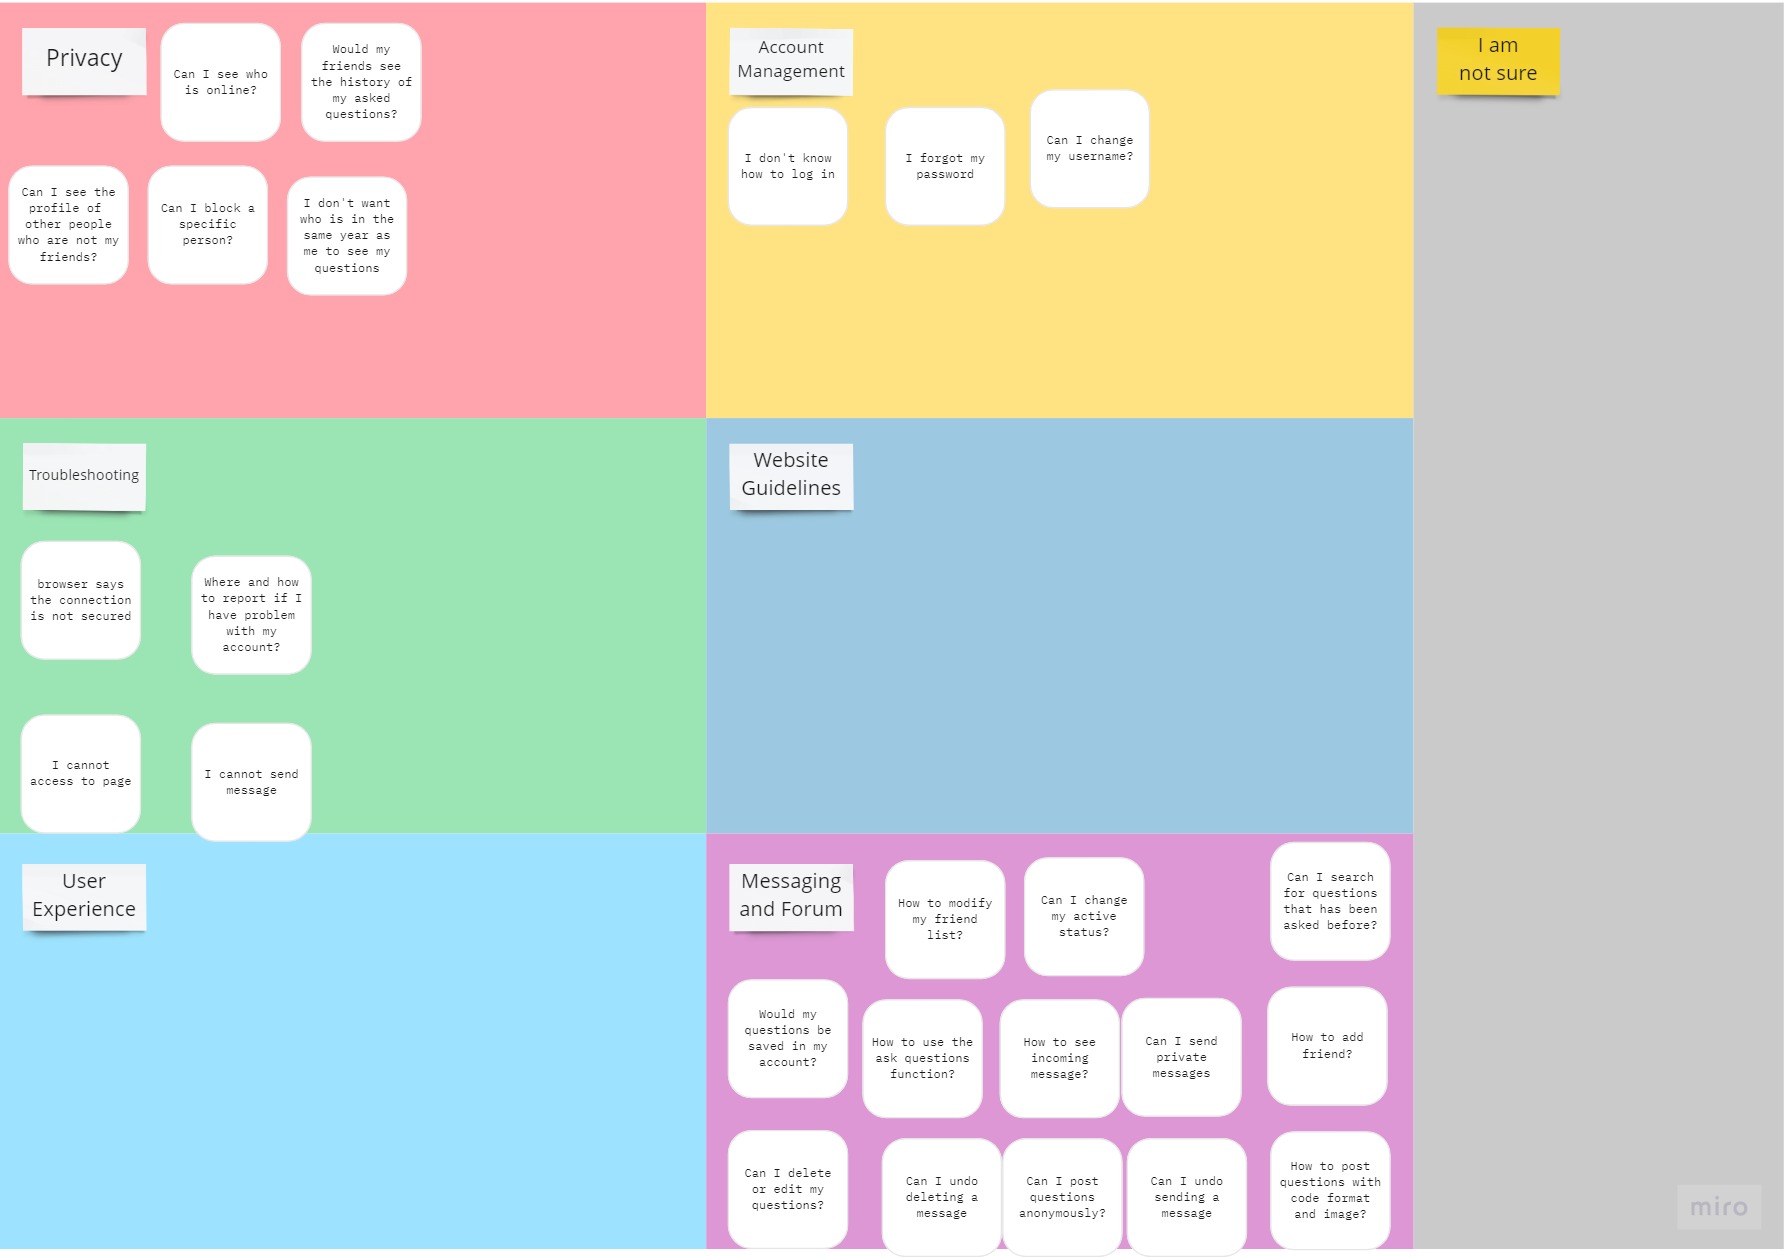 Privacy
Can I see who
is online?
Would my
friends see
the history of
my asked
questions?
Can I see the
profile of
other people
who are not my
friends?
Can I block a
specific
person?
I don't want
who is in the
same year as
me to see my
questions
Account
Management
I don't know
how to log in
I forgot my
password
Can I change
my username?
I am
not sure
Troubleshooting
browser says
the connection
is not secured
Where and how
to report if I
have problem
with my
account?
I cannot
access to page
I cannot send
message
Website
Guidelines
User
Experience
Messaging
and Forum
How to modify
my friend
list?
Can I change
my active
status?
Can I search
for questions
that has been
asked before?
Would my
questions be
saved in my
account?
How to use the
ask questions
function?
How to see
incoming
message?
Can I send
private
messages
How to add
friend?
Can I delete
or edit my
questions?
Can I undo
deleting a
message
Can I post
questions
anonymously?
Can I undo
sending a
message
How to post
questions with
code format
and image?
miro